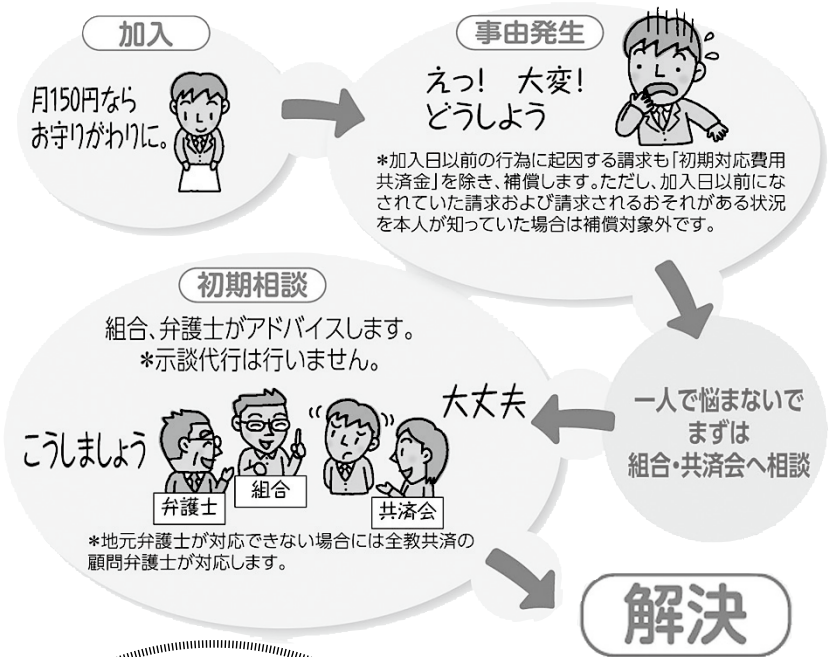 加入
月150円なら
お守りがわりに。
事由発生
えっ! 大変!
どうしよう
*加入日以前の行為に起因する請求も「初期対応費用
共済金」を除き、補償します。ただし、加入日以前にな
されていた請求および請求されるおそれがある状況
を本人が知っていた場合は補償対象外です。
一人で悩まないで
まずは
組合・共済会へ相談
初期相談
組合、弁護士がアドバイスします。
*示談代行は行いません。
大丈夫
こうしましょう
弁護士
組合
共済会
*地元弁護士が対応できない場合には全教共済の
顧問弁護士が対応します。
解決